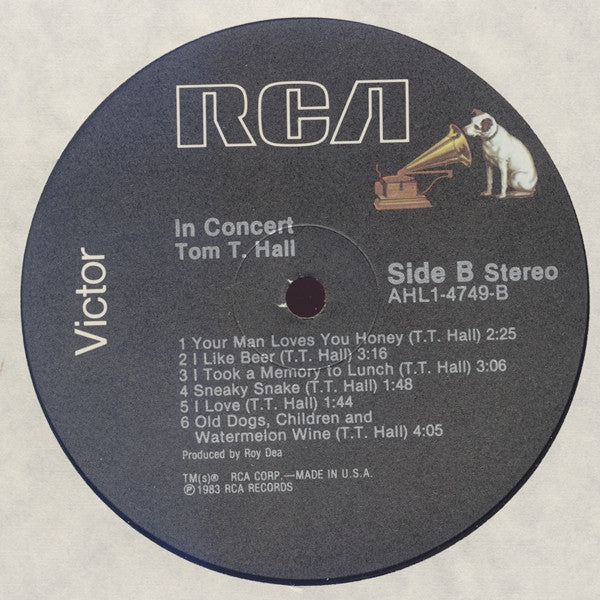 RCA
Victor
In Concert
Tom T. Hall
Side B Stereo
AHL1-4749-B
1 Your Man Loves You Honey (T.T. Hall) 2:25
2 I Like Beer (T.T. Hall) 3:16
3 I Took a Memory to Lunch (T.T. Hall) 3:06
4 Sneaky Snake (T.T. Hall) 1:48
5 I Love (T.T. Hall) 1:44
6 Old Dogs, Children and
Watermelon Wine (T.T. Hall) 4:05
Produced by Roy Dea
TM(s)® RCA CORP.—MADE IN U.S.A.
℗ 1983 RCA RECORDS